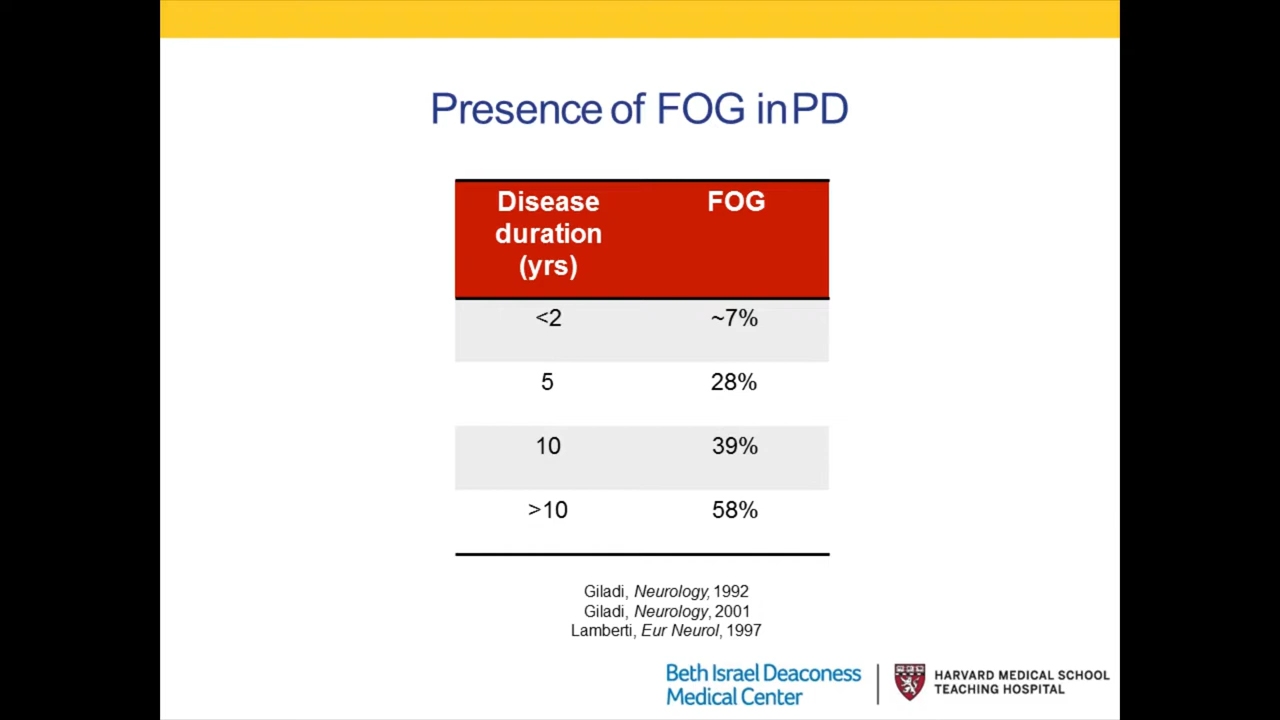 Presence of FOG in PD
Disease duration (yrs) FOG
<2 ~7%
5 28%
10 39%
>10 58%
Giladi, Neurology, 1992
Giladi, Neurology, 2001
Lamberti, Eur Neurol, 1997
Beth Israel Deaconess
Medical Center
HARVARD MEDICAL SCHOOL
TEACHING HOSPITAL